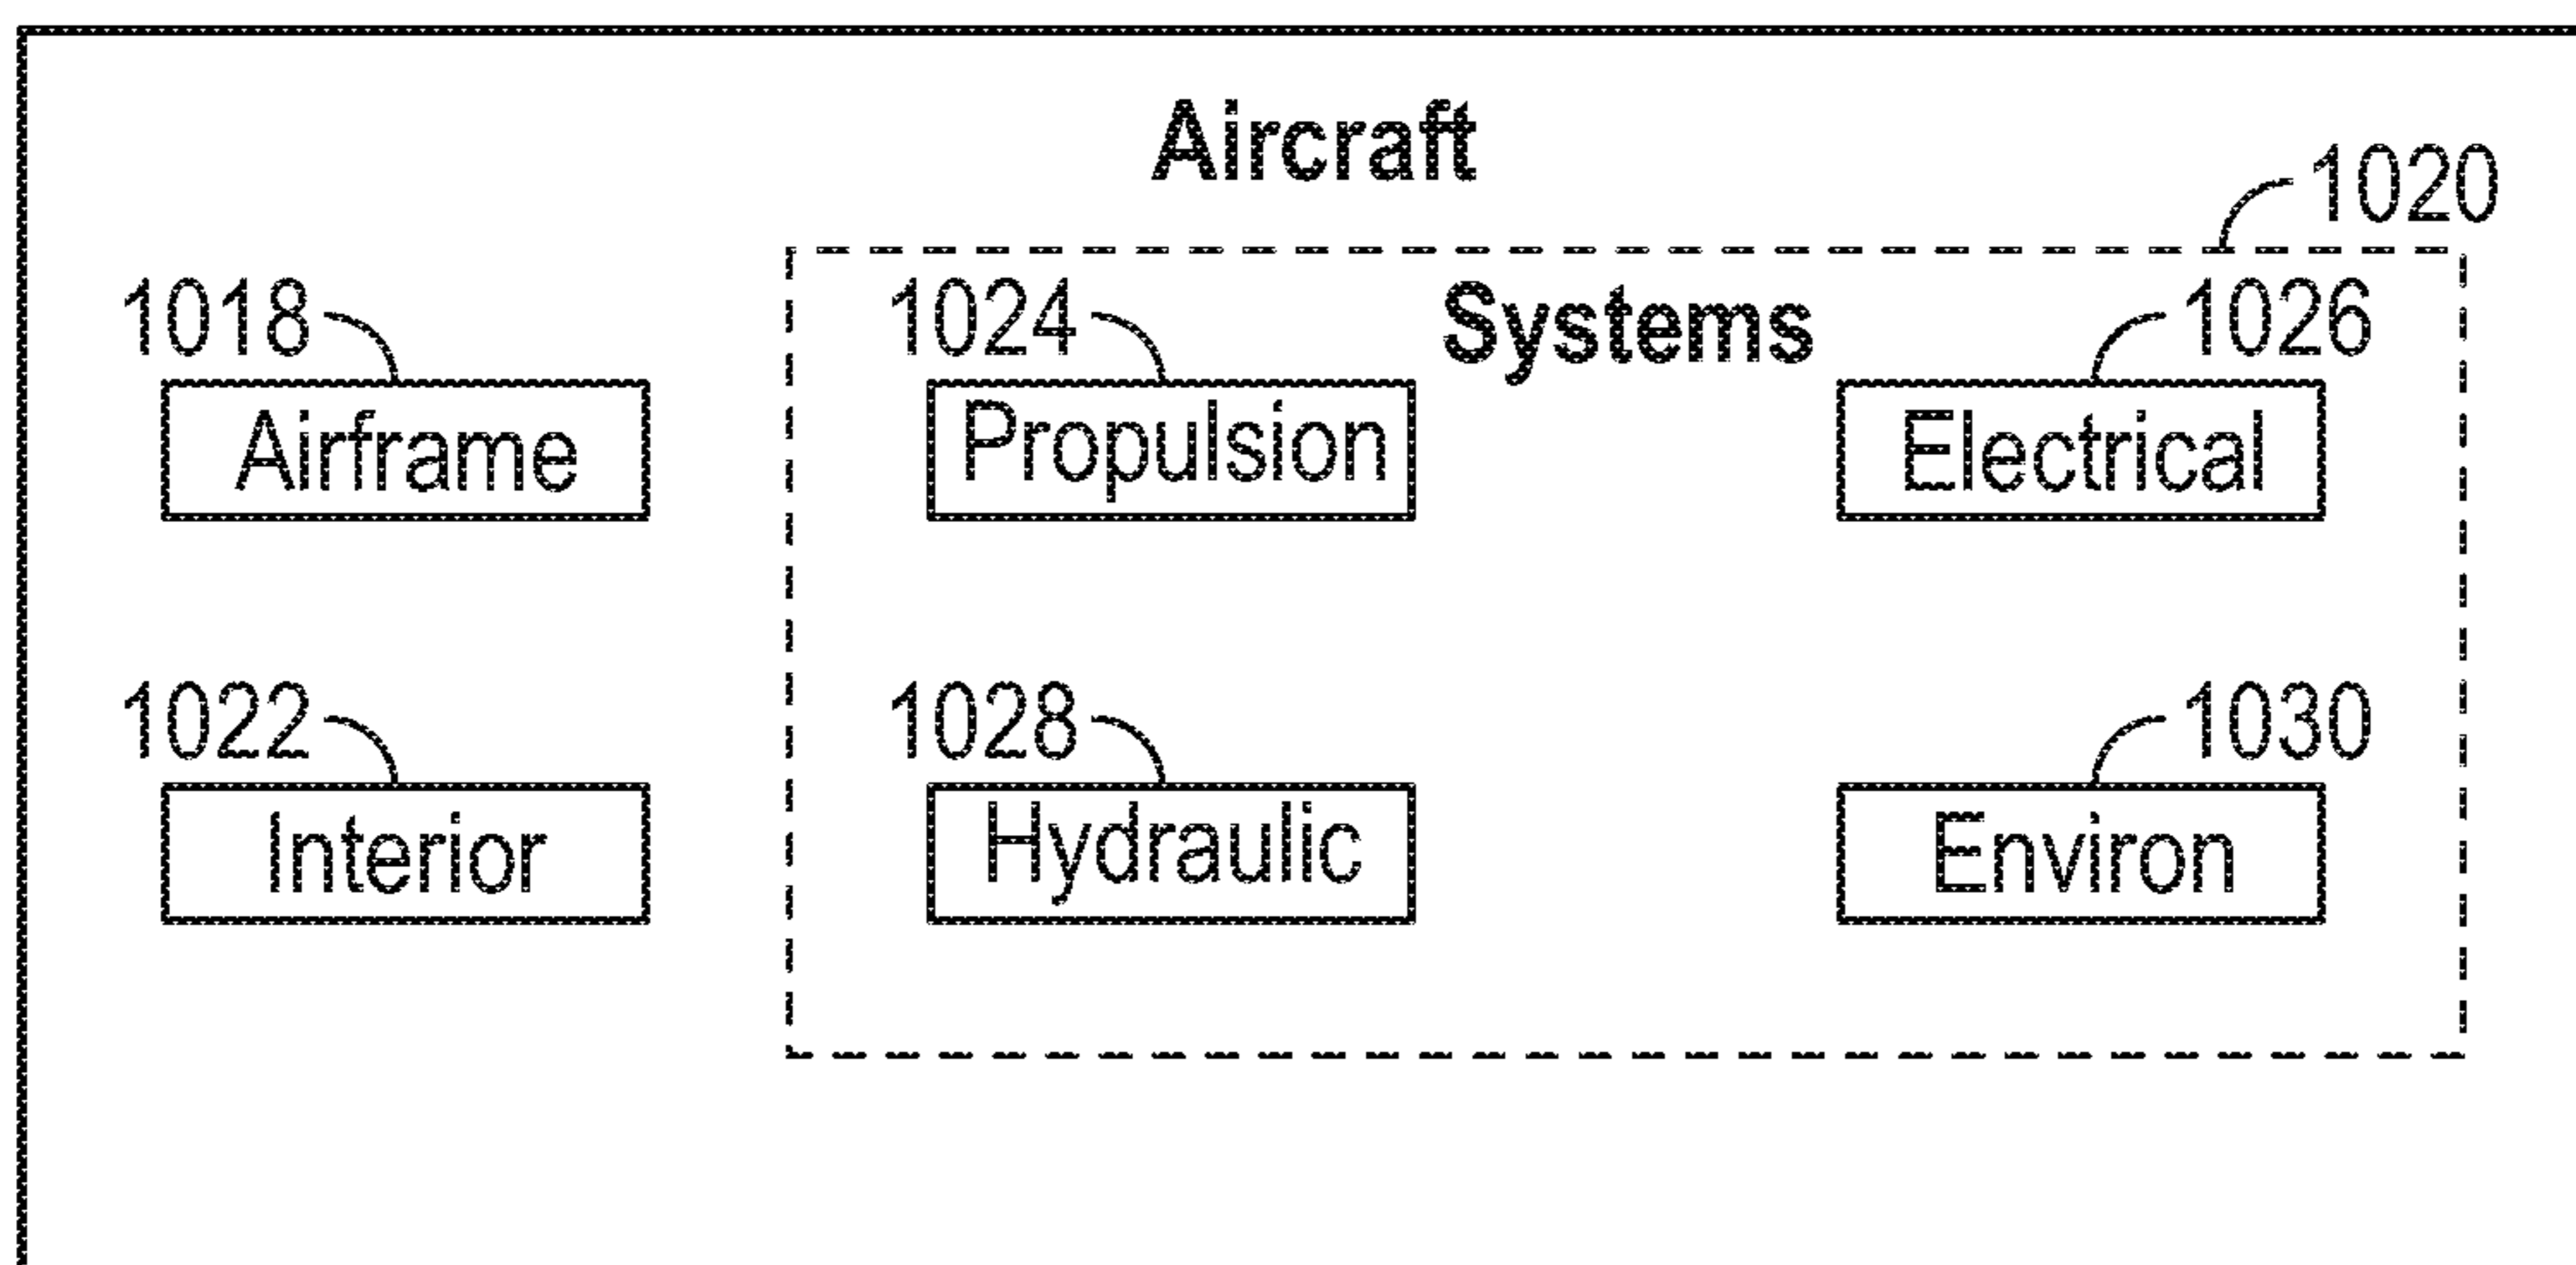 Aircraft
1020
1018
1024
Systems
1026
Airframe
Propulsion
Electrical
1022
1028
1030
Interior
Hydraulic
Environ